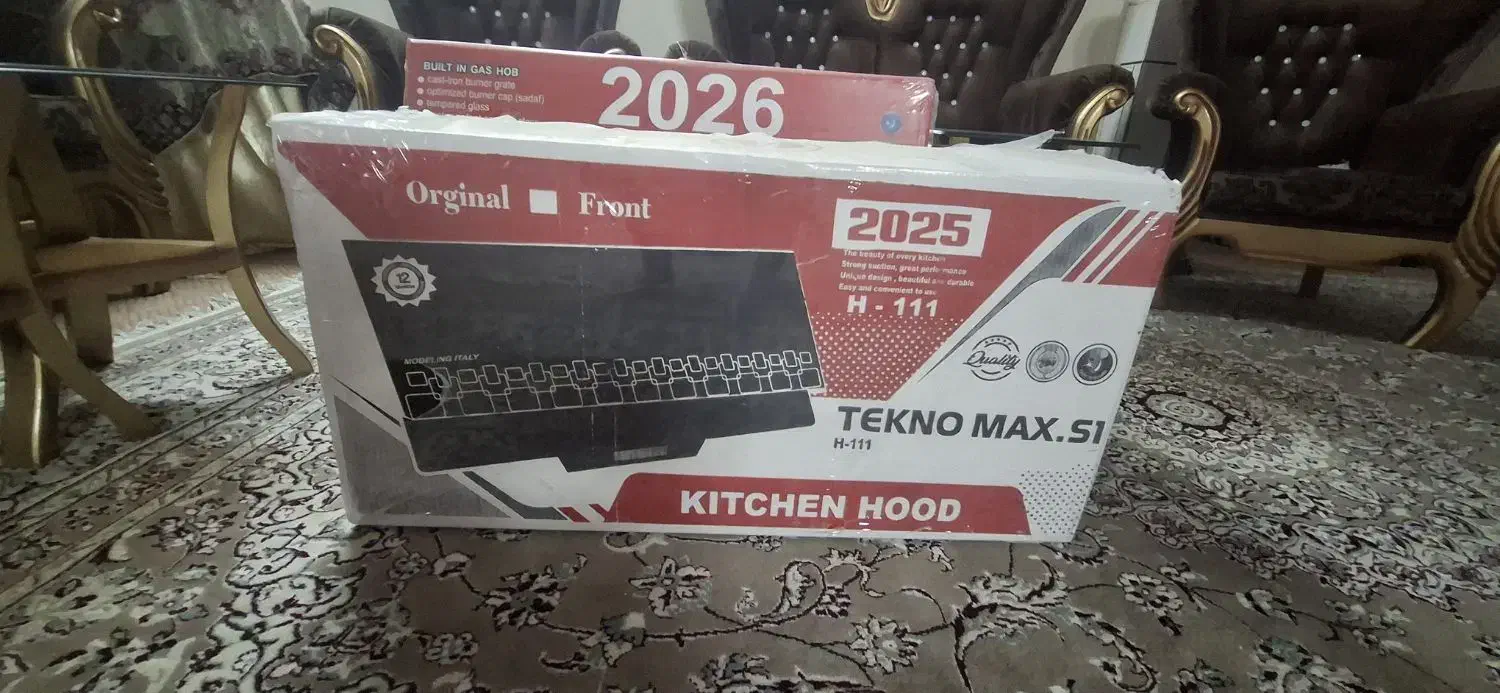 BUILT IN GAS HOB
cast-iron burner grate
optimized burner cap (sadaf)
tempered glass
2026
Orginal Front
2025
The beauty of every kitchen
Strong suction, great performance
Unique design, beautiful and durable
Easy and convenient to use
H - 111
12
MODELING ITALY
Quality
TEKNO MAX.S1
H-111
KITCHEN HOOD